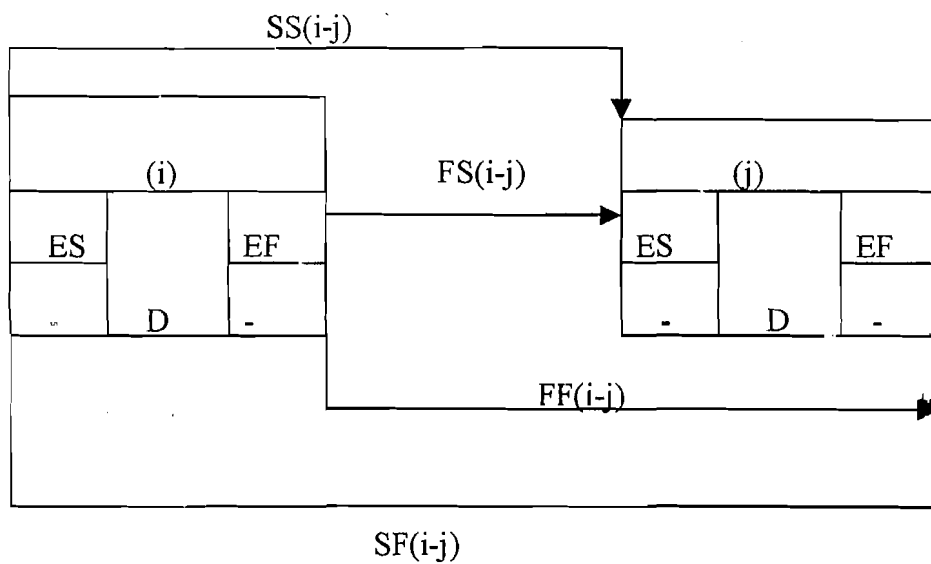 SS(i-j)
(i)
FS(i-j)
(j)
ES
EF
ES
EF
- D -
- D -
FF(i-j)
SF(i-j)